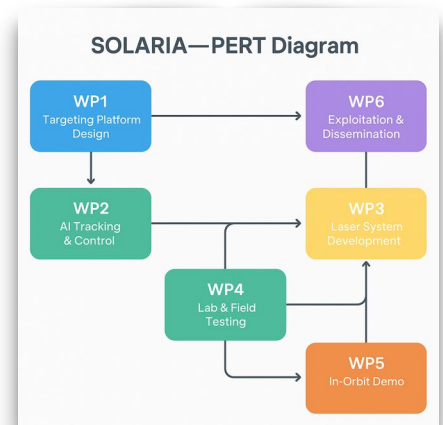 SOLARIA—PERT Diagram
WP1
Targeting Platform
Design
WP6
Exploitation &
Dissemination
WP2
AI Tracking
& Control
WP3
Laser System
Development
WP4
Lab & Field
Testing
WP5
In-Orbit Demo